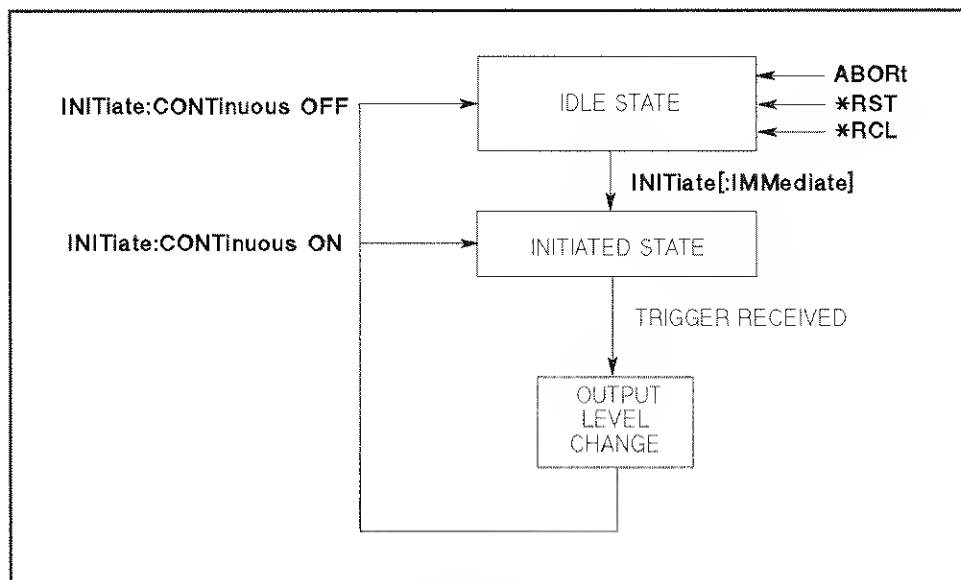 ABORt
INITiate:CONTinuous OFF
IDLE STATE
*RST
*RCL
INITiate[:IMMediate]
INITiate:CONTinuous ON
INITIATED STATE
TRIGGER RECEIVED
OUTPUT
LEVEL
CHANGE